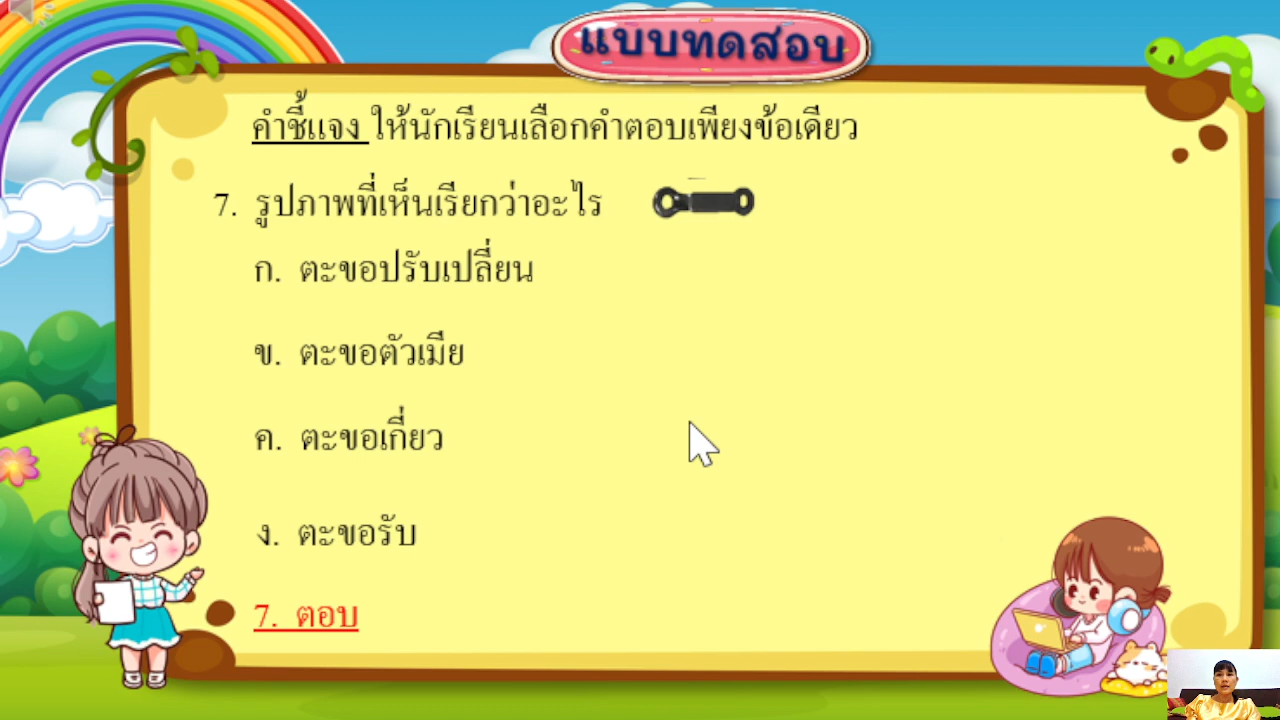 แบบทดสอบ
คำชี้แจง ให้นักเรียนเลือกคำตอบเพียงข้อเดียว
7. รูปภาพที่เห็นเรียกว่าอะไร
ก. ตะขอปรับเปลี่ยน
ข. ตะขอตัวเมีย
ค. ตะขอเกี่ยว
ง. ตะขอรับ
7. ตอบ